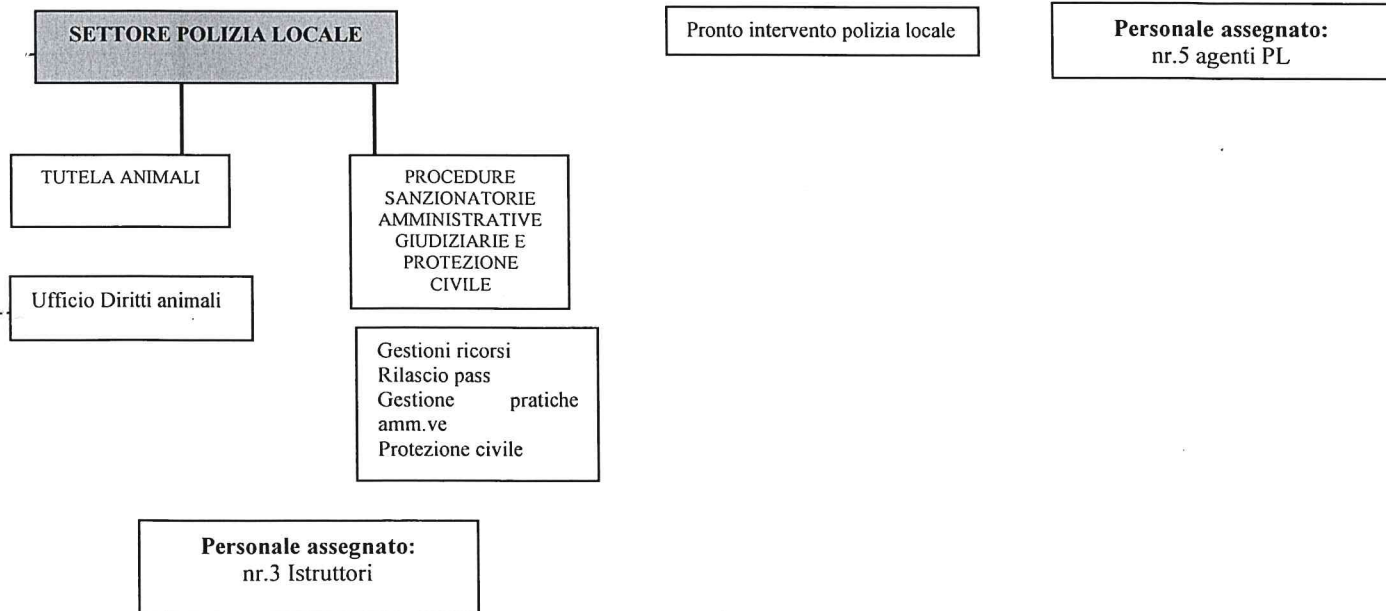 SETTORE POLIZIA LOCALE
Pronto intervento polizia locale
Personale assegnato:
nr.5 agenti PL
TUTELA ANIMALI
PROCEDURE
SANZIONATORIE
AMMINISTRATIVE
GIUDIZIARIE E
PROTEZIONE
CIVILE
Ufficio Diritti animali
Gestioni ricorsi
Rilascio pass
Gestione pratiche
amm.ve
Protezione civile
Personale assegnato:
nr.3 Istruttori